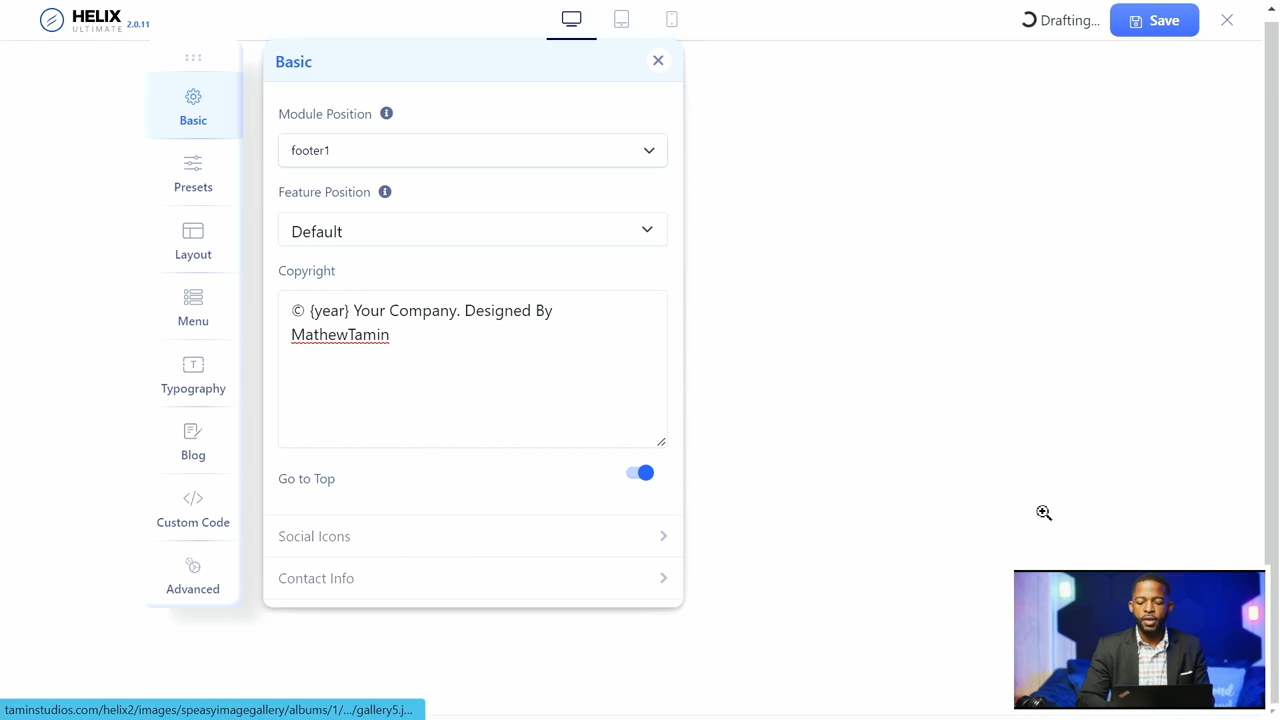 HELIX
ULTIMATE 2.0.11
Drafting...
Save
Basic
Presets
Layout
Menu
Typography
Blog
Custom Code
Advanced
Basic
Module Position
footer1
Feature Position
Default
Copyright
© {year} Your Company. Designed By
MathewTamin
Go to Top
Social Icons
Contact Info
taminstudios.com/helix2/images/speasyimagegallery/albums/1/.../gallery5.j...